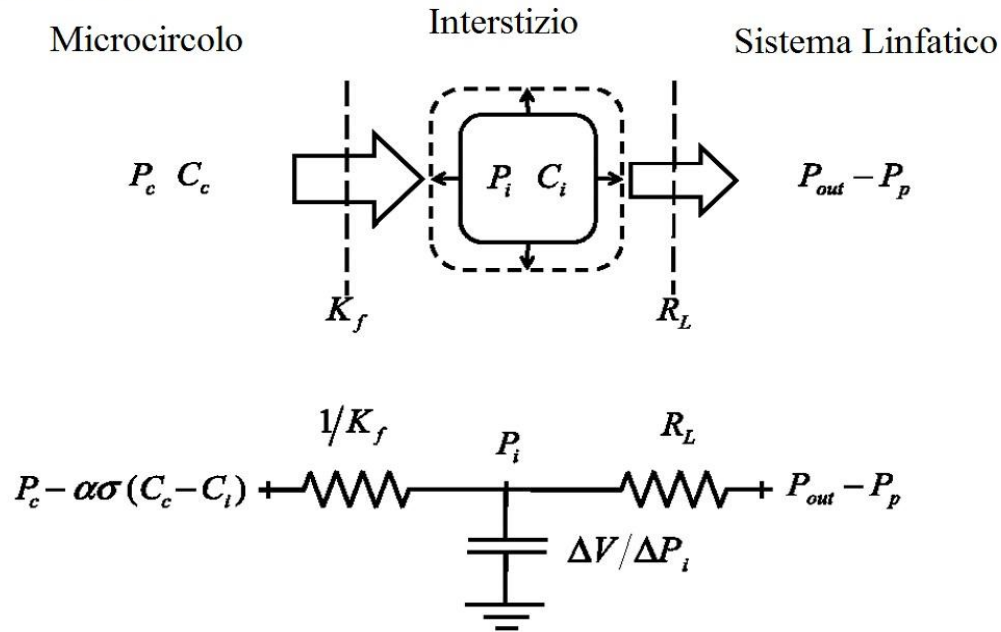 Microcircolo
Interstizio
Sistema Linfatico
P_c C_c
P_i C_i
P_out − P_p
K_f
R_L
1/K_f
P_i
R_L
P_c − ασ(C_c − C_i)
P_out − P_p
ΔV/ΔP_i